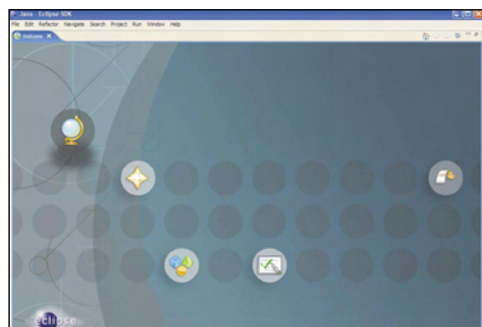 Java - Eclipse SDK
File Edit Refactor Navigate Search Project Run Window Help
Welcome
eclipse